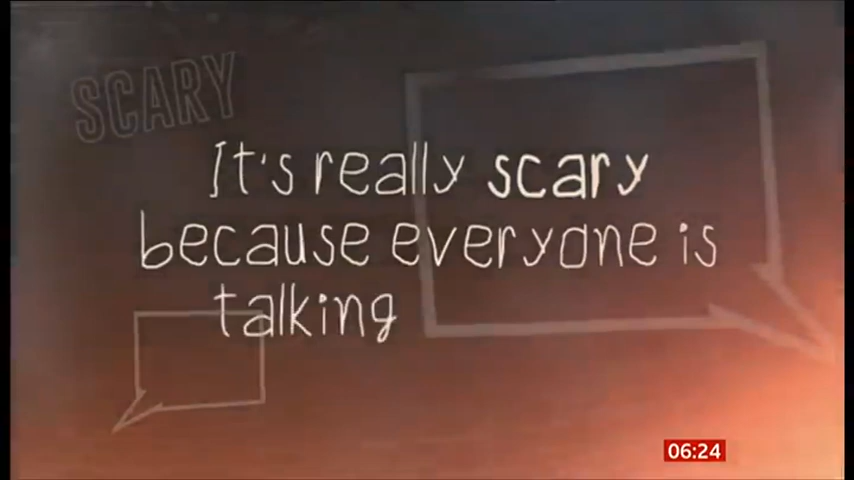 SCARY
It's really scary
because everyone is
talking
06:24